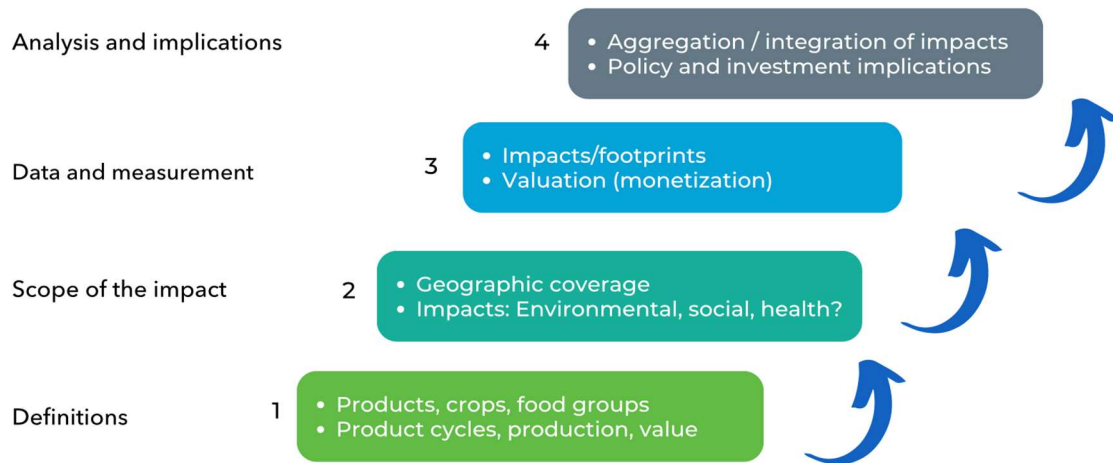 Analysis and implications
4
• Aggregation / integration of impacts
• Policy and investment implications
Data and measurement
3
• Impacts/footprints
• Valuation (monetization)
Scope of the impact
2
• Geographic coverage
• Impacts: Environmental, social, health?
Definitions
1
• Products, crops, food groups
• Product cycles, production, value